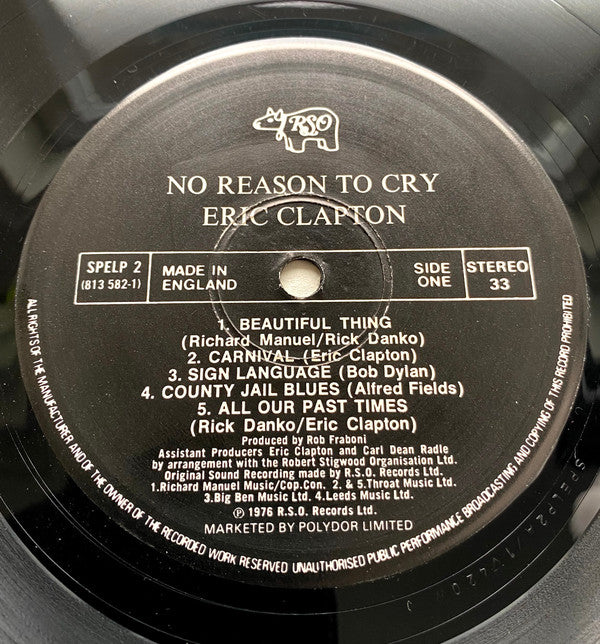 RSO
NO REASON TO CRY
ERIC CLAPTON
SPELP 2
(813 582-1)
MADE IN
ENGLAND
SIDE
ONE
STEREO
33
1. BEAUTIFUL THING
(Richard Manuel/Rick Danko)
2. CARNIVAL (Eric Clapton)
3. SIGN LANGUAGE (Bob Dylan)
4. COUNTY JAIL BLUES (Alfred Fields)
5. ALL OUR PAST TIMES
(Rick Danko/Eric Clapton)
Produced by Rob Fraboni
Assistant Producers Eric Clapton and Carl Dean Radle
by arrangement with the Robert Stigwood Organisation Ltd.
Original Sound Recording made by R.S.O. Records Ltd.
1.Richard Manuel Music/Cop.Con. 2. & 5.Throat Music Ltd.
3.Big Ben Music Ltd. 4.Leeds Music Ltd.
℗ 1976 R.S.O. Records Ltd.
MARKETED BY POLYDOR LIMITED
ALL RIGHTS OF THE MANUFACTURER AND OF THE OWNER OF THE RECORDED WORK RESERVED UNAUTHORISED PUBLIC PERFORMANCE BROADCASTING AND COPYING OF THIS RECORD PROHIBITED